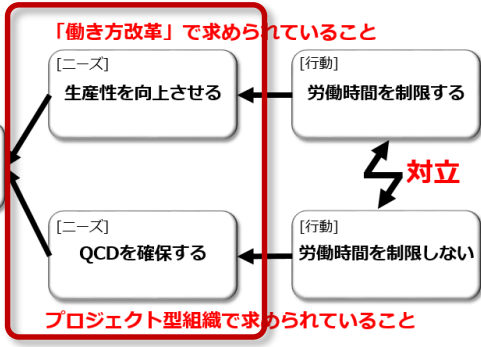 「働き方改革」で求められていること
[ニーズ]
生産性を向上させる
[行動]
労働時間を制限する
対立
[ニーズ]
QCDを確保する
[行動]
労働時間を制限しない
プロジェクト型組織で求められていること